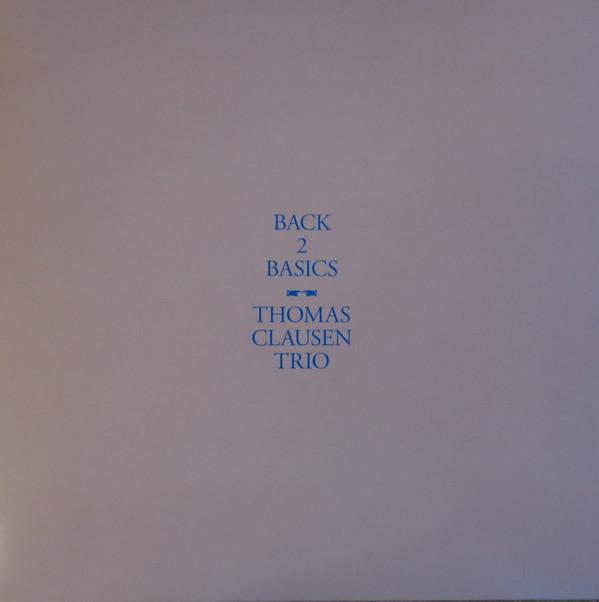 BACK
2
BASICS
THOMAS
CLAUSEN
TRIO